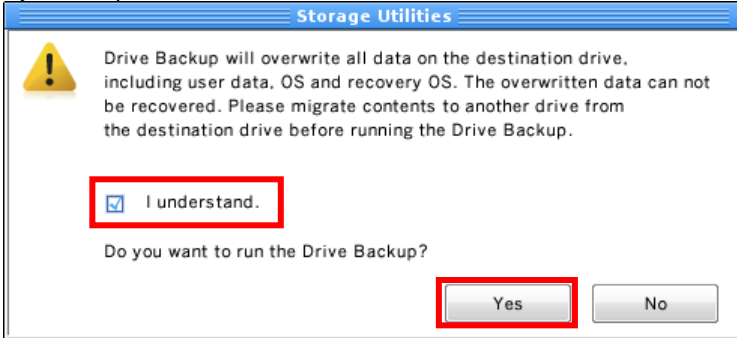 Storage Utilities
Drive Backup will overwrite all data on the destination drive,
including user data, OS and recovery OS. The overwritten data can not
be recovered. Please migrate contents to another drive from
the destination drive before running the Drive Backup.
I understand.
Do you want to run the Drive Backup?
Yes No